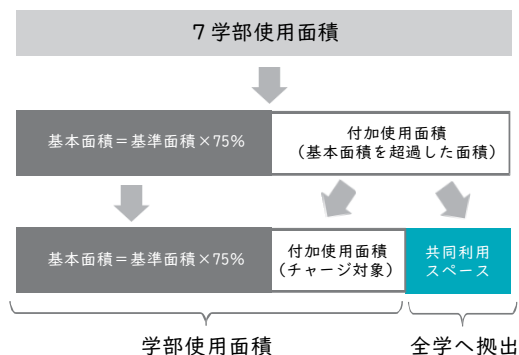 ７学部使用面積
基本面積＝基準面積×75%
付加使用面積
（基本面積を超過した面積）
基本面積＝基準面積×75%
付加使用面積
（チャージ対象）
共同利用
スペース
学部使用面積
全学へ拠出